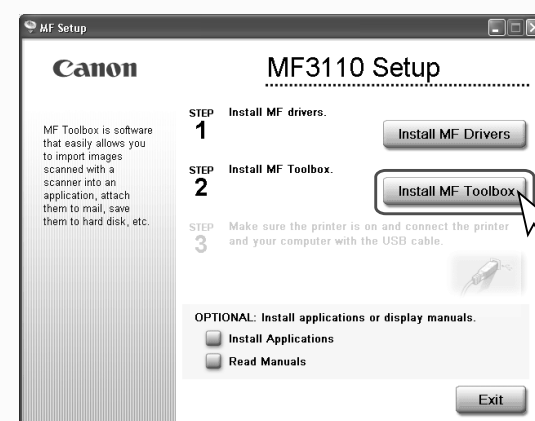 MF Setup
Canon
MF3110 Setup
MF Toolbox is software
that easily allows you
to import images
scanned with a
scanner into an
application, attach
them to mail, save
them to hard disk, etc.
STEP
1
Install MF drivers.
Install MF Drivers
STEP
2
Install MF Toolbox.
Install MF Toolbox
STEP
3
Make sure the printer is on and connect the printer
and your computer with the USB cable.
OPTIONAL: Install applications or display manuals.
Install Applications
Read Manuals
Exit